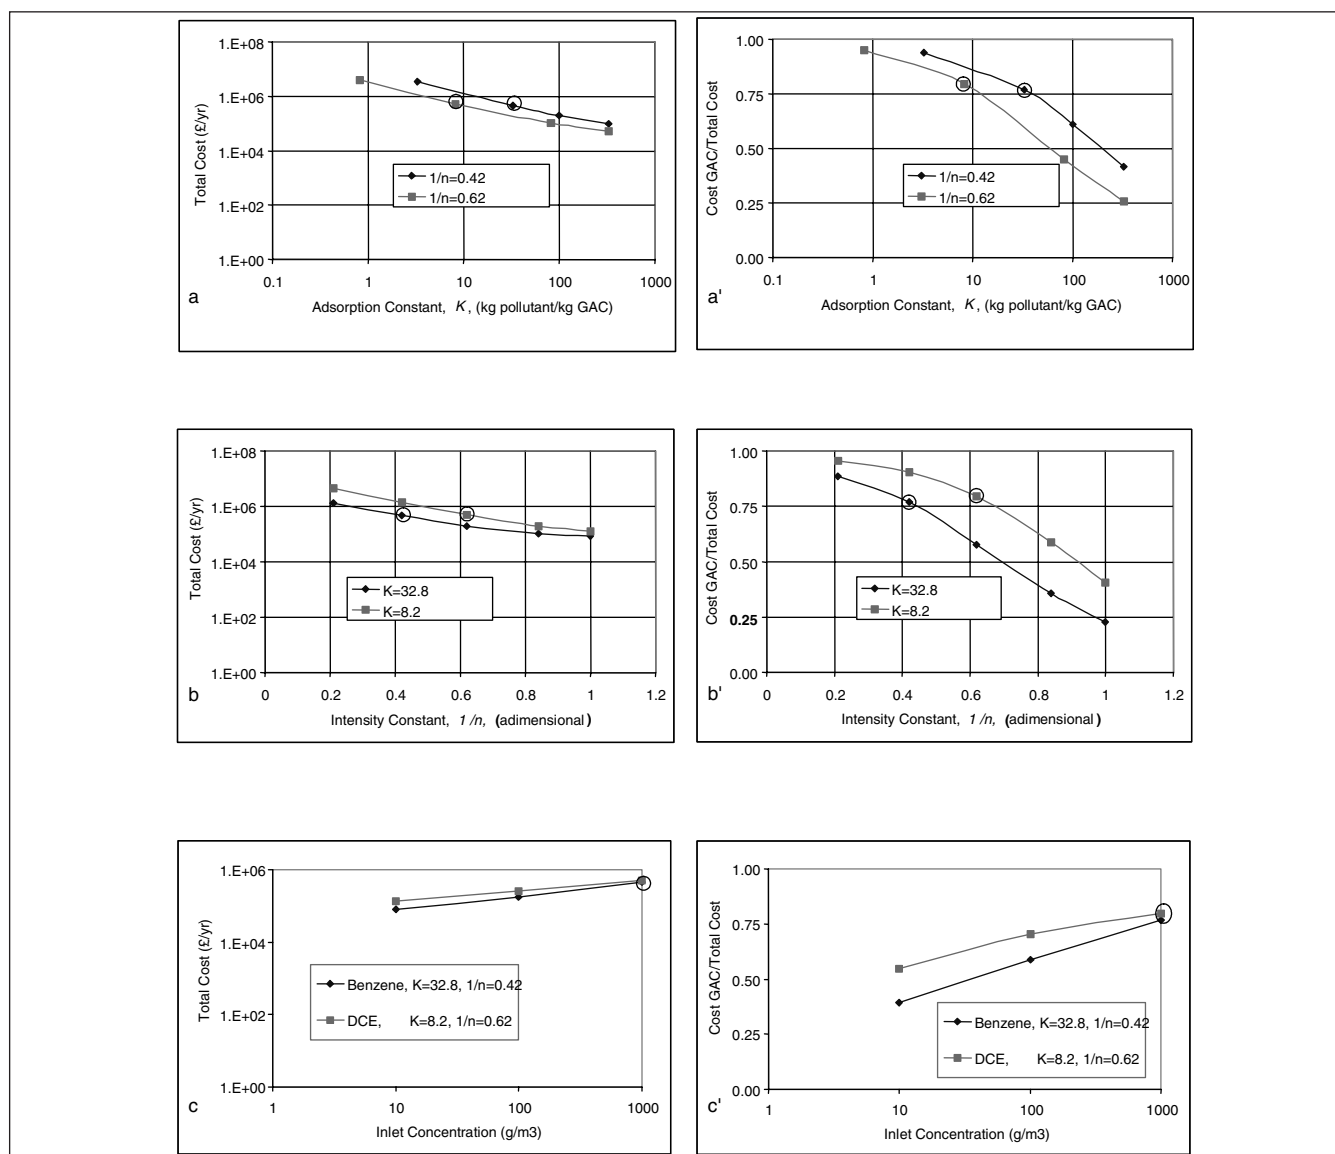 1.E+08
1.E+06
1.E+04
1.E+02
1.E+00
Total Cost (£/yr)
1/n=0.42
1/n=0.62
0.1 1 10 100 1000
a
Adsorption Constant, K, (kg pollutant/kg GAC)
1.00
0.75
0.50
0.25
0.00
Cost GAC/Total Cost
1/n=0.42
1/n=0.62
0.1 1 10 100 1000
a'
Adsorption Constant, K, (kg pollutant/kg GAC)
1.E+08
1.E+06
1.E+04
1.E+02
1.E+00
Total Cost (£/yr)
K=32.8
K=8.2
0 0.2 0.4 0.6 0.8 1 1.2
b
Intensity Constant, 1/n, (adimensional)
1.00
0.75
0.50
0.25
0.00
Cost GAC/Total Cost
K=32.8
K=8.2
0 0.2 0.4 0.6 0.8 1 1.2
b'
Intensity Constant, 1/n, (adimensional)
1.E+06
1.E+04
1.E+02
1.E+00
Total Cost (£/yr)
Benzene, K=32.8, 1/n=0.42
DCE, K=8.2, 1/n=0.62
1 10 100 1000
c
Inlet Concentration (g/m3)
1.00
0.75
0.50
0.25
0.00
Cost GAC/Total Cost
Benzene, K=32.8, 1/n=0.42
DCE, K=8.2, 1/n=0.62
1 10 100 1000
c'
Inlet Concentration (g/m3)